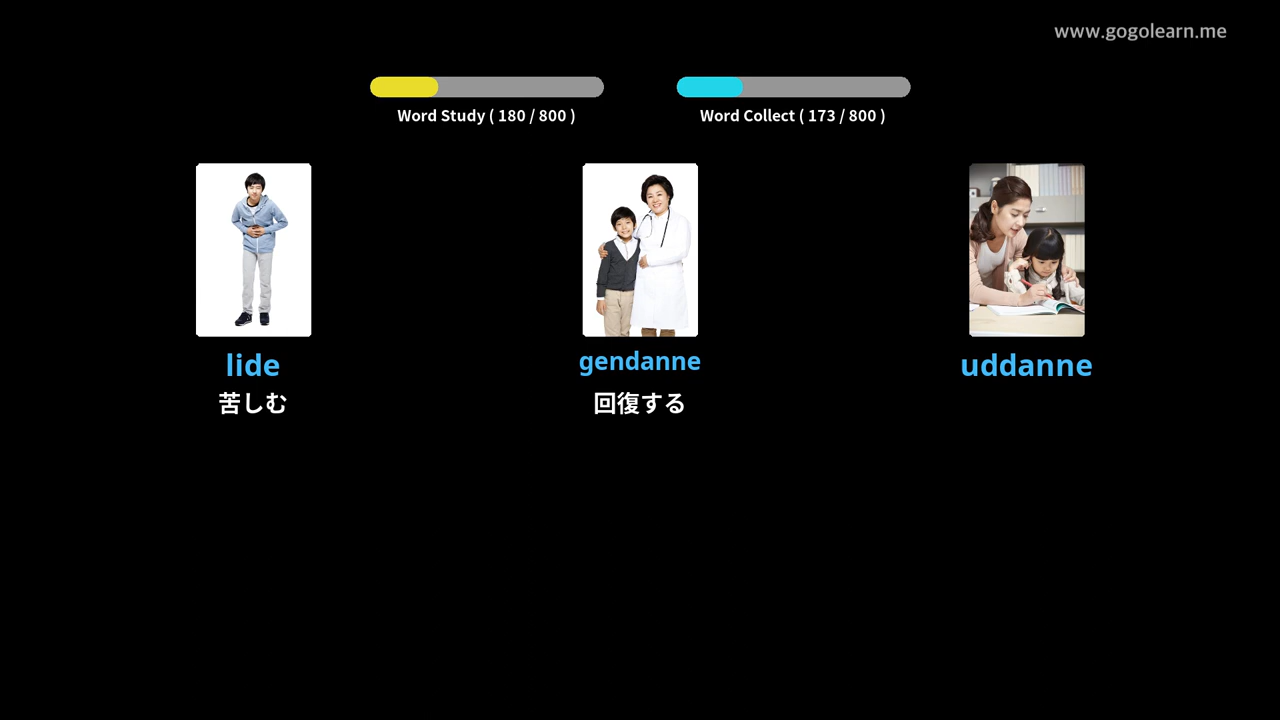 www.gogolearn.me
Word Study ( 180 / 800 )
Word Collect ( 173 / 800 )
lide
苦しむ
gendanne
回復する
uddanne